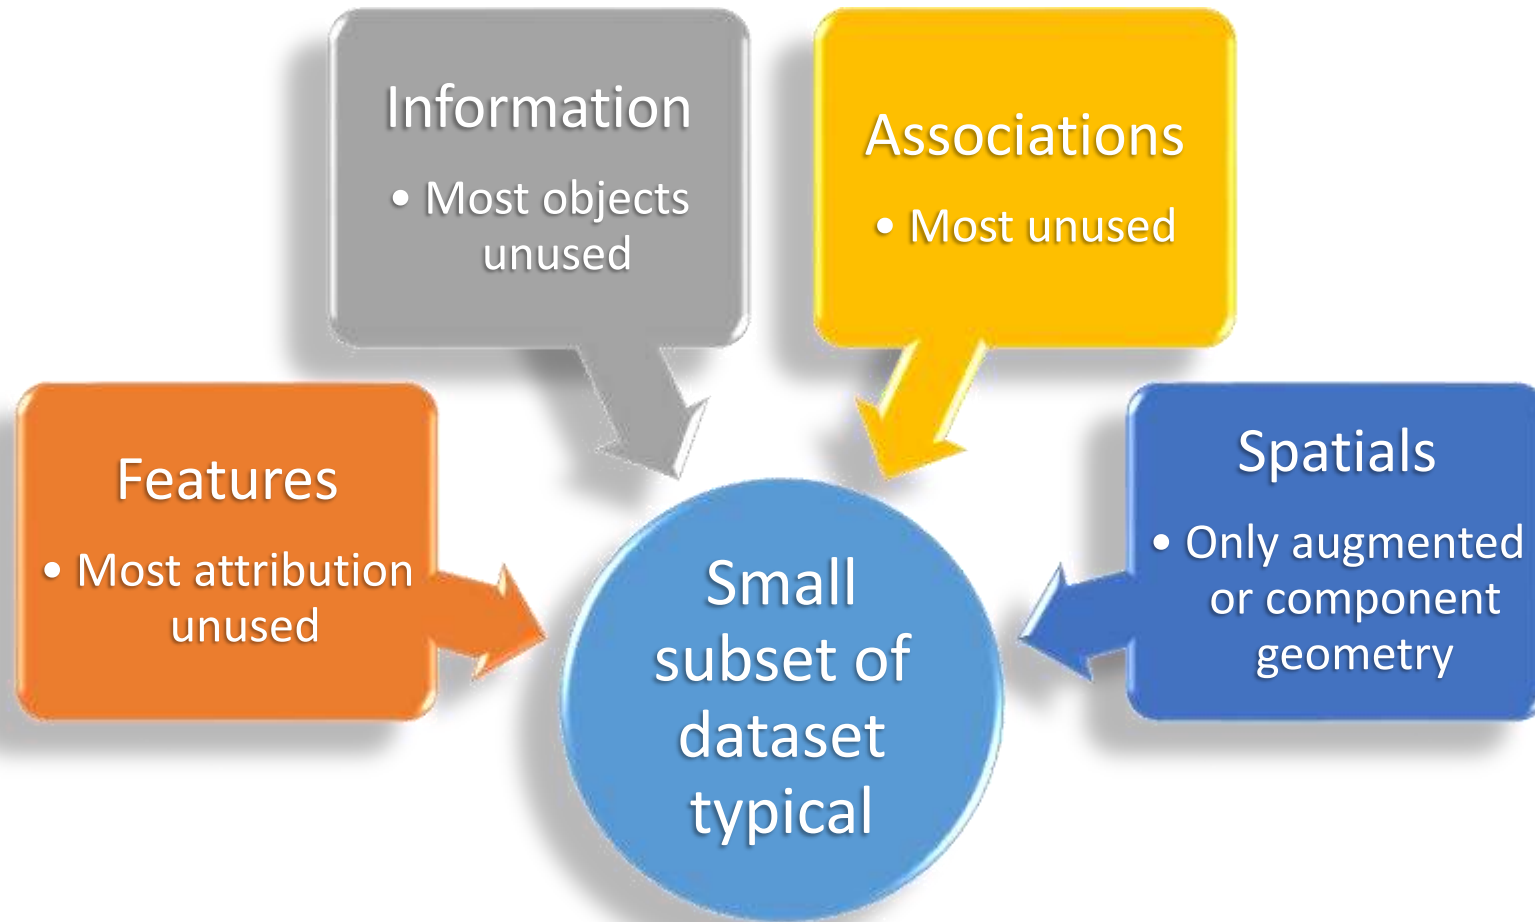 Information
• Most objects
unused
Associations
• Most unused
Features
• Most attribution
unused
Spatials
• Only augmented
or component
geometry
Small
subset of
dataset
typical